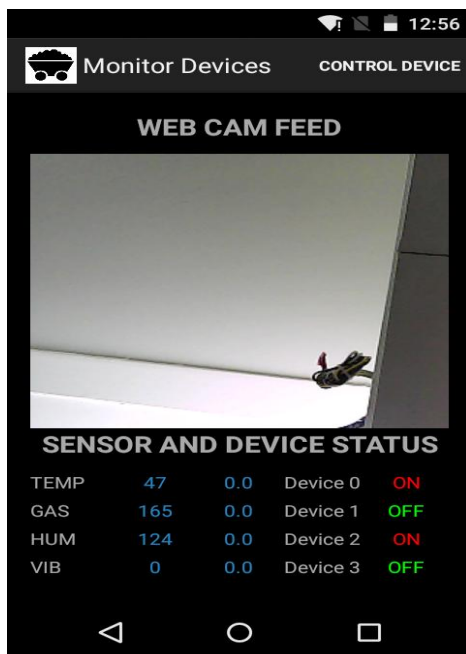 12:56
Monitor Devices CONTROL DEVICE
WEB CAM FEED
SENSOR AND DEVICE STATUS
TEMP 47 0.0 Device 0 ON
GAS 165 0.0 Device 1 OFF
HUM 124 0.0 Device 2 ON
VIB 0 0.0 Device 3 OFF